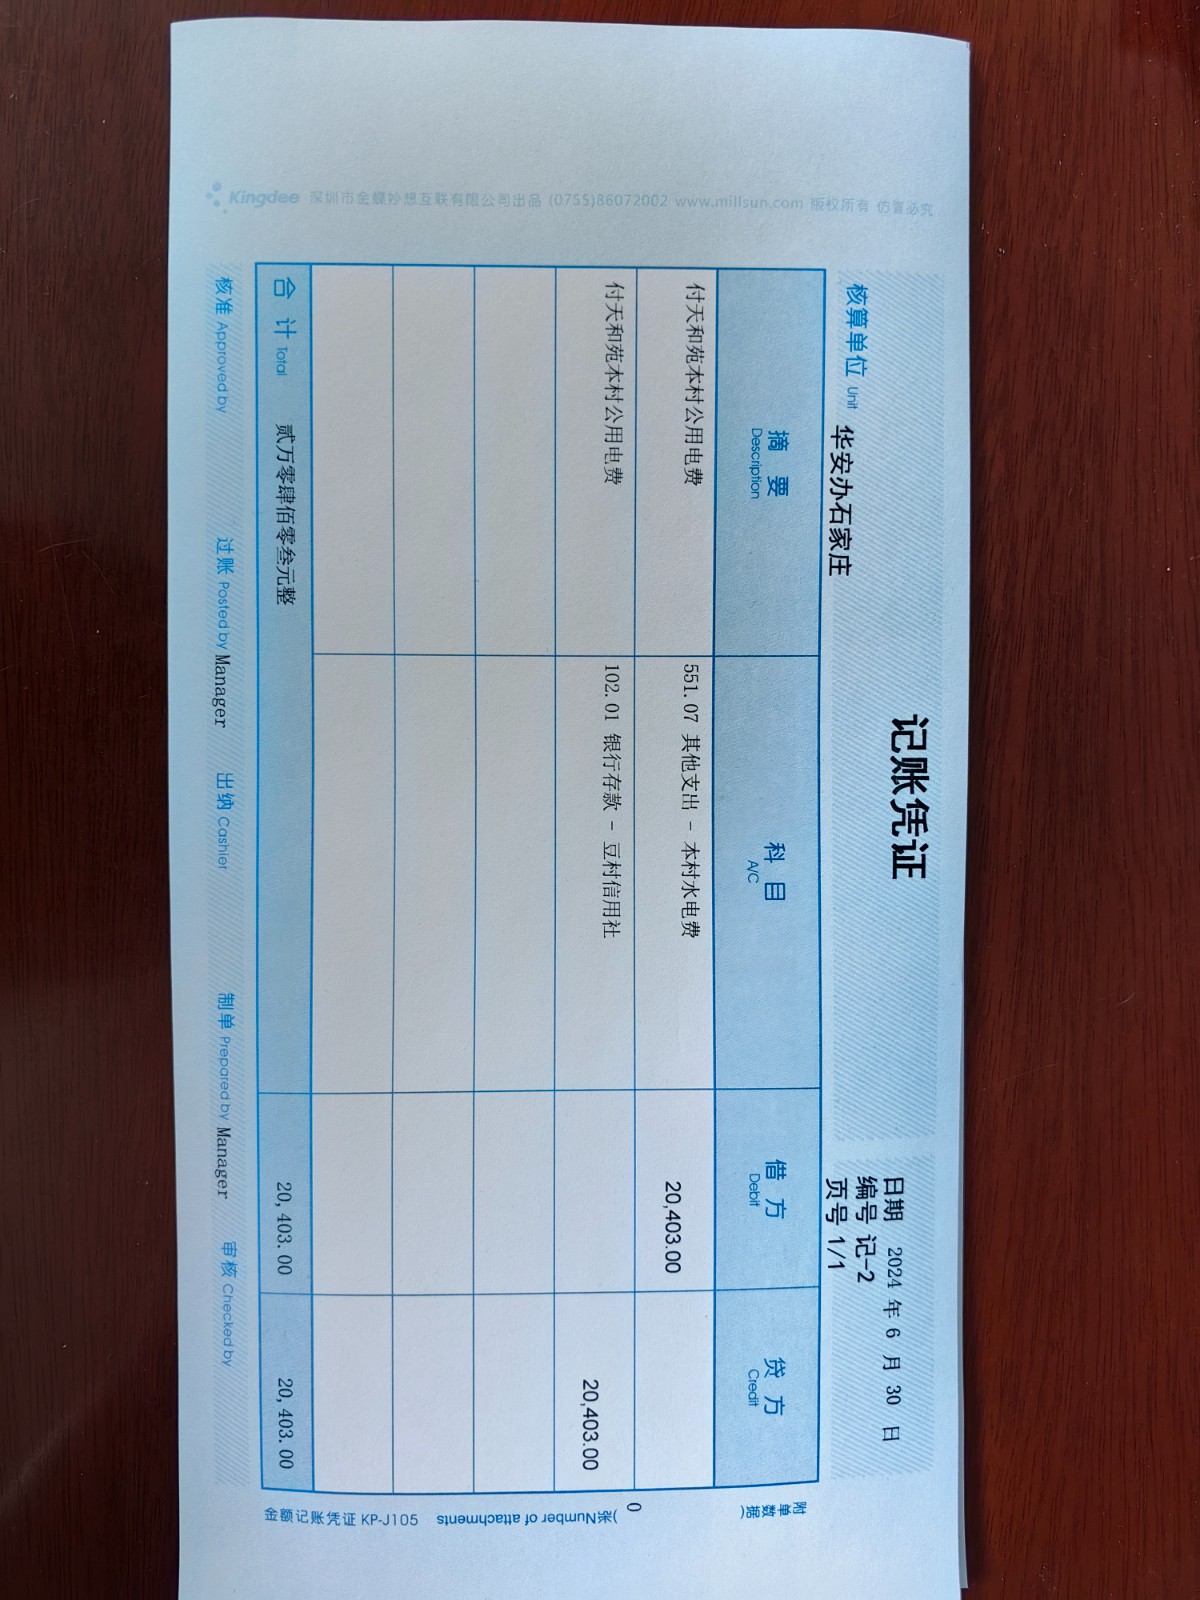 记账凭证
日期 2024 年 6 月 30 日
编号 记-2
核算单位 Unit 华安办石家庄
页号 1/1
摘 要 科 目 借 方 贷 方
Description A/C Debit Credit
付天和苑本村公用电费 551.07 其他支出 - 本村水电费 20,403.00
付天和苑本村公用电费 102.01 银行存款 - 豆村信用社 20,403.00
合 计 Total 贰万零肆佰零叁元整 20,403.00 20,403.00
核准 Approved by 过账 Posted by Manager 出纳 Cashier 制单 Prepared by Manager 审核 Checked by
附单据数(
0
张)Number of attachments
金额记账凭证 KP-J105
Kingdee 深圳市金蝶妙想互联有限公司出品 (0755)86072002 www.millsun.com 版权所有 仿冒必究